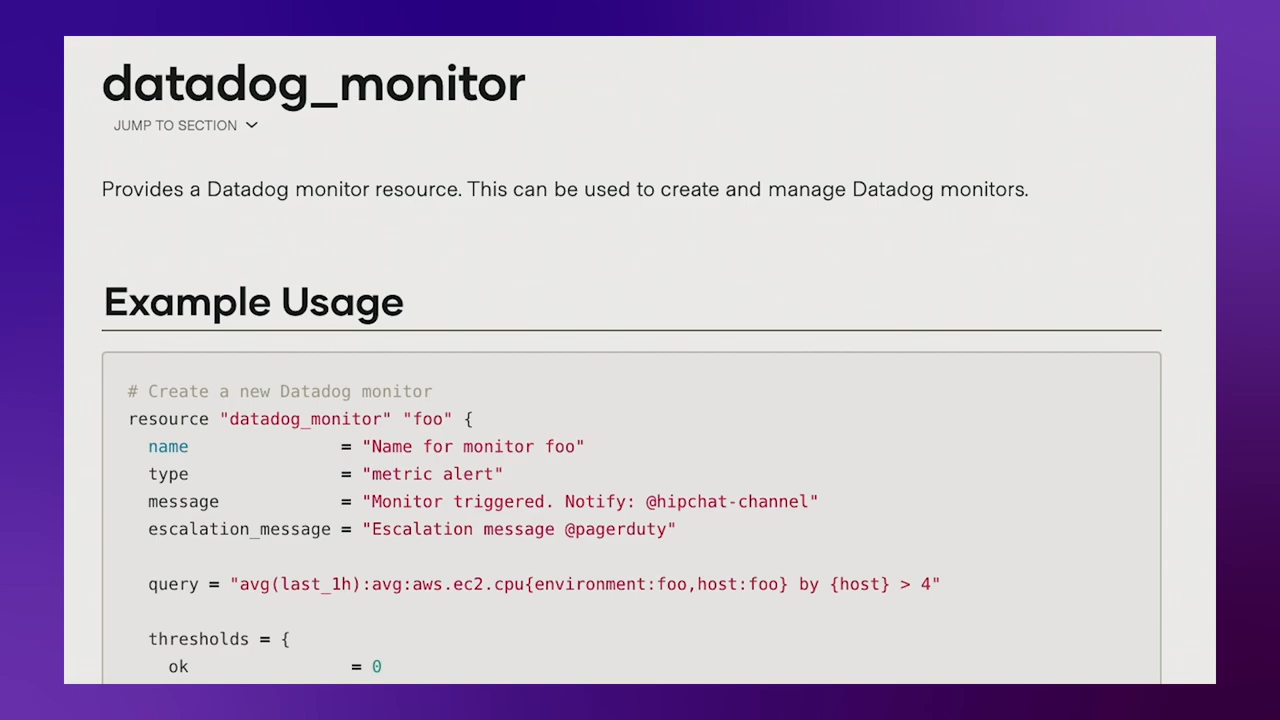 datadog_monitor
JUMP TO SECTION
Provides a Datadog monitor resource. This can be used to create and manage Datadog monitors.
Example Usage
# Create a new Datadog monitor
resource "datadog_monitor" "foo" {
  name               = "Name for monitor foo"
  type               = "metric alert"
  message            = "Monitor triggered. Notify: @hipchat-channel"
  escalation_message = "Escalation message @pagerduty"
  query = "avg(last_1h):avg:aws.ec2.cpu{environment:foo,host:foo} by {host} > 4"
  thresholds = {
    ok                = 0